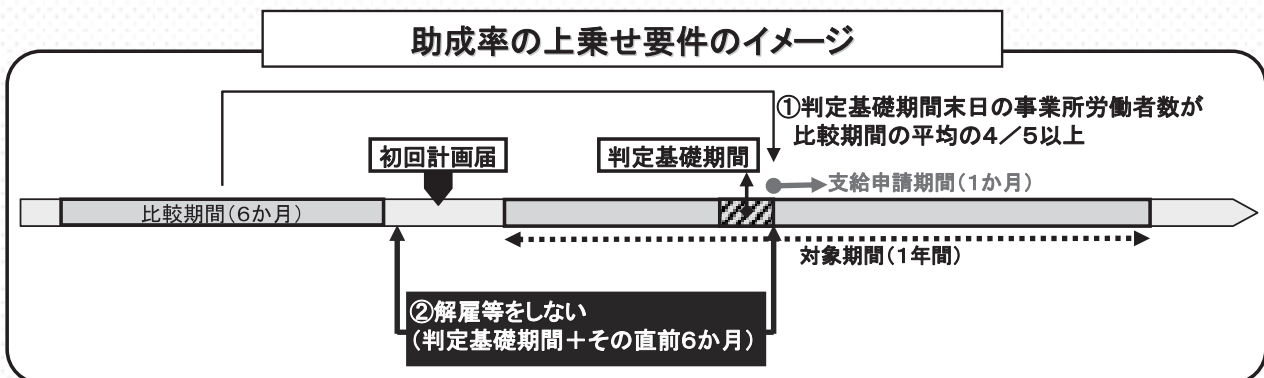 助成率の上乗せ要件のイメージ
①判定基礎期間末日の事業所労働者数が
比較期間の平均の4／5以上
初回計画届
判定基礎期間
支給申請期間（1か月）
比較期間（6か月）
対象期間（1年間）
②解雇等をしない
（判定基礎期間＋その直前6か月）